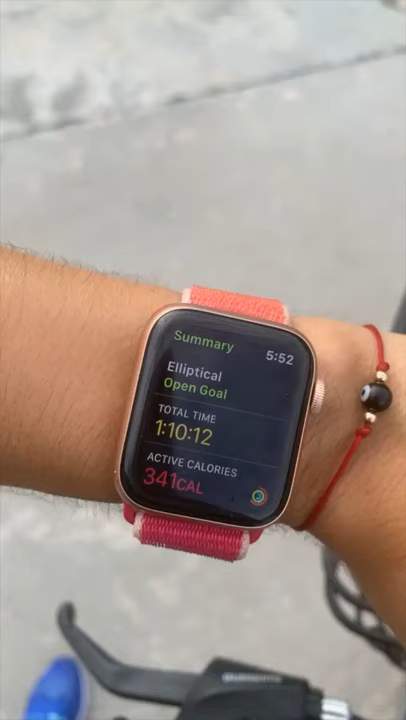 Summary
5:52
Elliptical
Open Goal
TOTAL TIME
1:10:12
ACTIVE CALORIES
341CAL